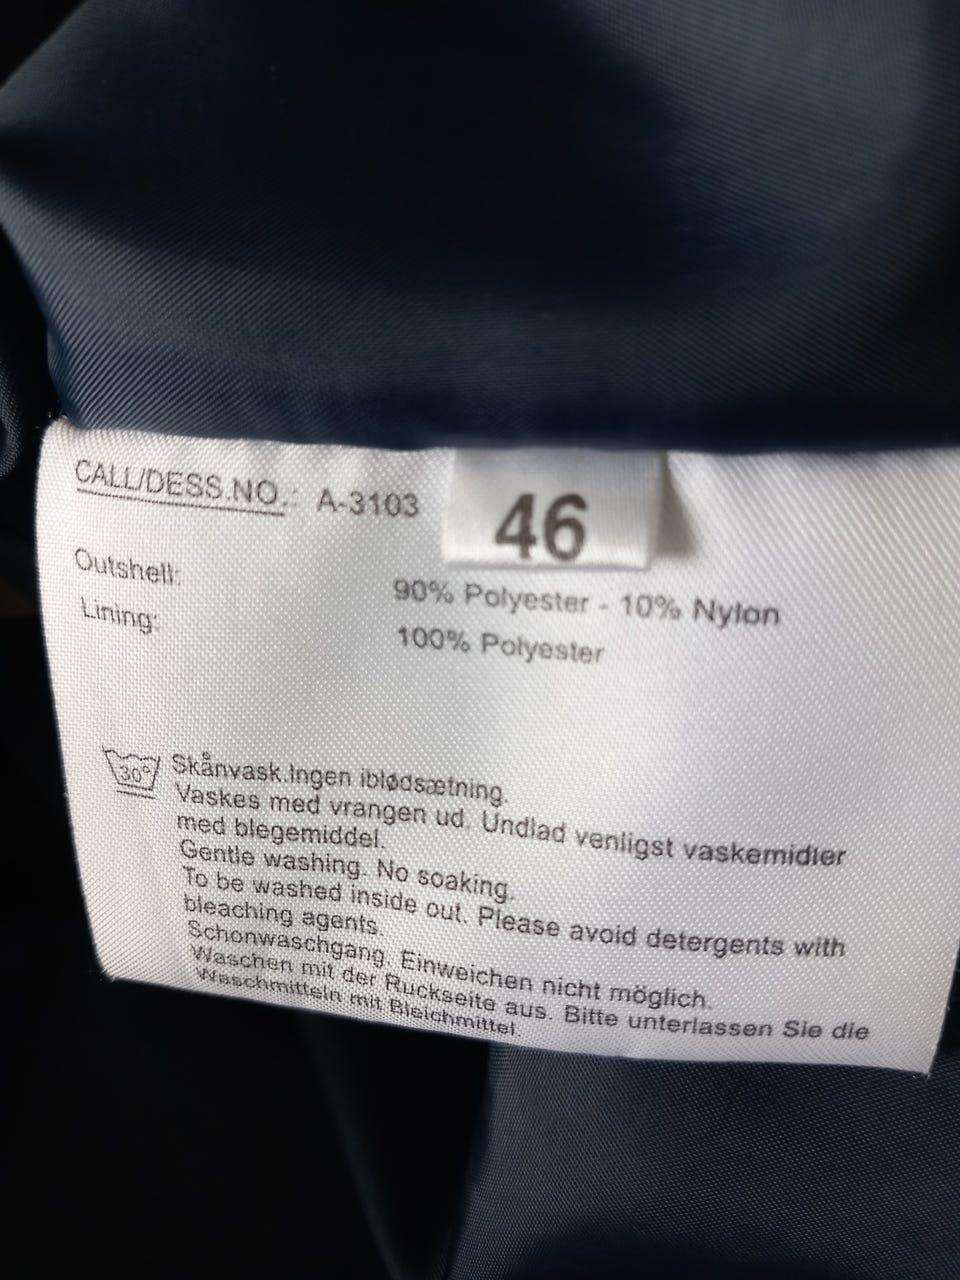 CALL/DESS.NO.: A-3103
46
Outshell: 90% Polyester - 10% Nylon
Lining: 100% Polyester
30°
Skånvask.Ingen iblødsætning.
Vaskes med vrangen ud. Undlad venligst vaskemidler
med blegemiddel.
Gentle washing. No soaking.
To be washed inside out. Please avoid detergents with
bleaching agents.
Schonwaschgang. Einweichen nicht möglich.
Waschen mit der Ruckseite aus. Bitte unterlassen Sie die
Waschmitteln mit Bleichmittel.